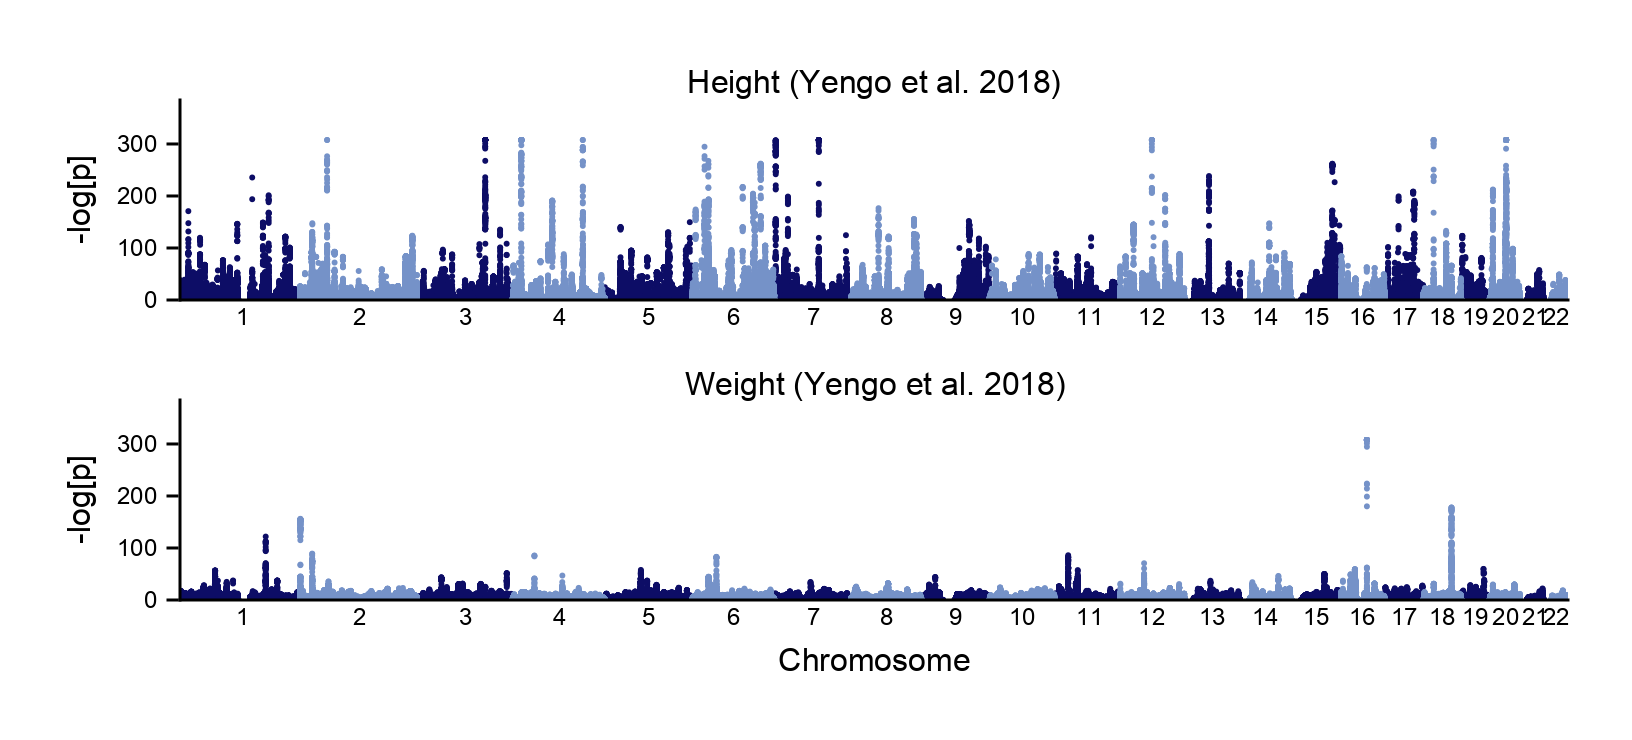 Height (Yengo et al. 2018)
-log[p]
300
200
100
0
1 2 3 4 5 6 7 8 9 10 11 12 13 14 15 16 17 18 19 20 21 22
Weight (Yengo et al. 2018)
-log[p]
300
200
100
0
1 2 3 4 5 6 7 8 9 10 11 12 13 14 15 16 17 18 19 20 21 22
Chromosome